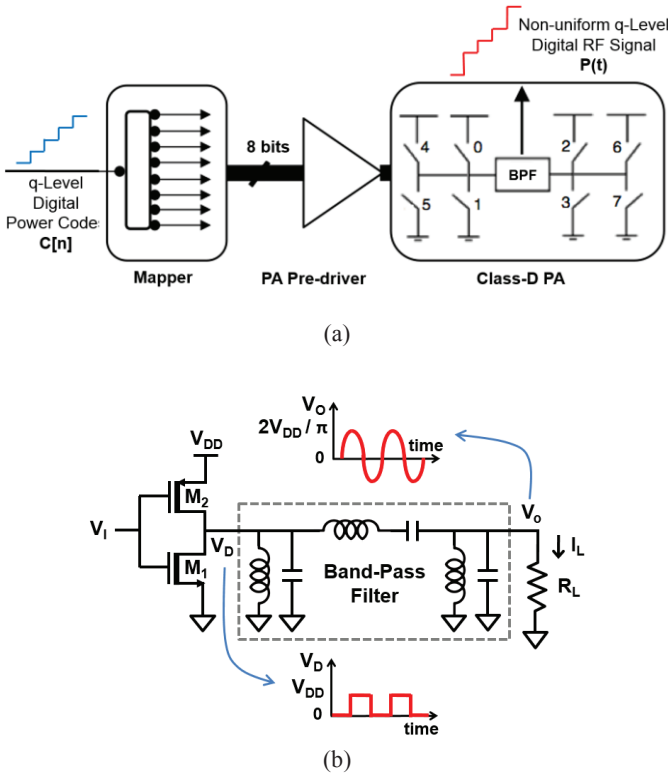 Non-uniform q-Level
Digital RF Signal
P(t)
q-Level
Digital
Power Code
C[n]
8 bits
4
0
2
6
BPF
5
1
3
7
Mapper
PA Pre-driver
Class-D PA
(a)
VO
2VDD / π
time
0
VDD
M2
VI
VD
M1
Band-Pass
Filter
Vo
IL
RL
VD
VDD
0
time
(b)